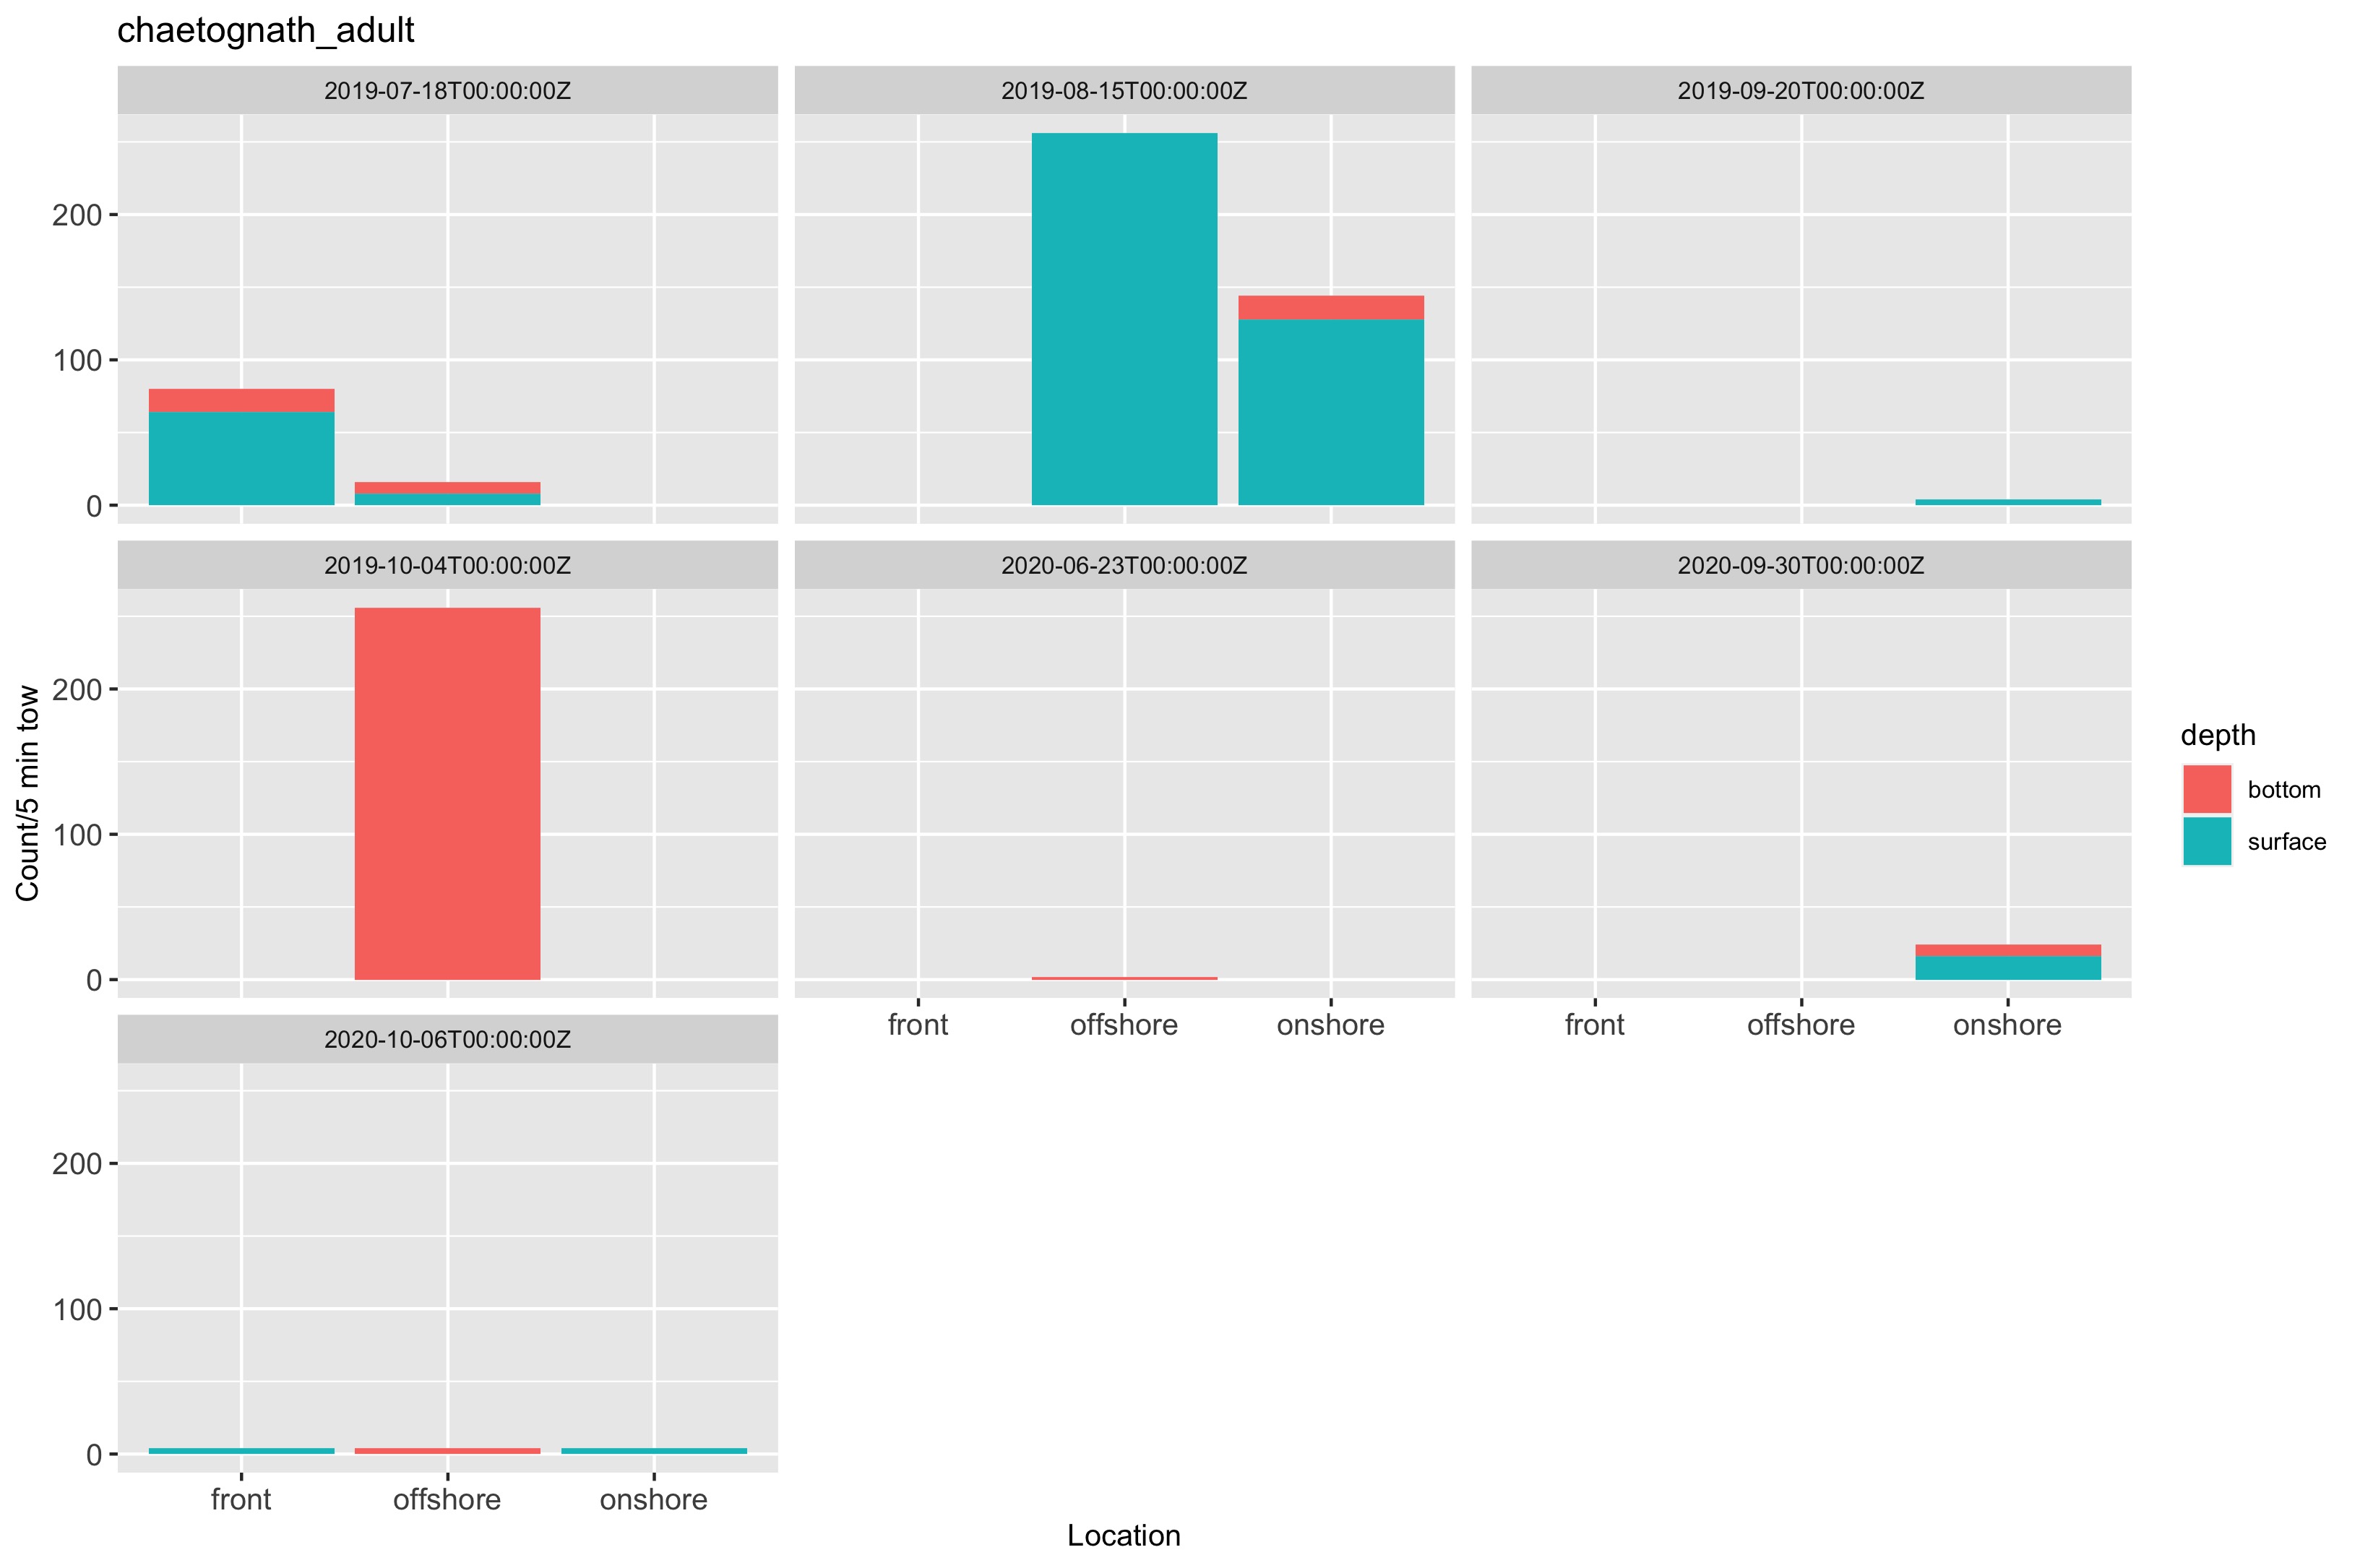 chaetognath_adult
2019-07-18T00:00:00Z
2019-08-15T00:00:00Z
2019-09-20T00:00:00Z
200
100
0
2019-10-04T00:00:00Z
2020-06-23T00:00:00Z
2020-09-30T00:00:00Z
200
100
0
front
offshore
onshore
front
offshore
onshore
2020-10-06T00:00:00Z
200
100
0
front
offshore
onshore
Location
Count/5 min tow
depth
bottom
surface